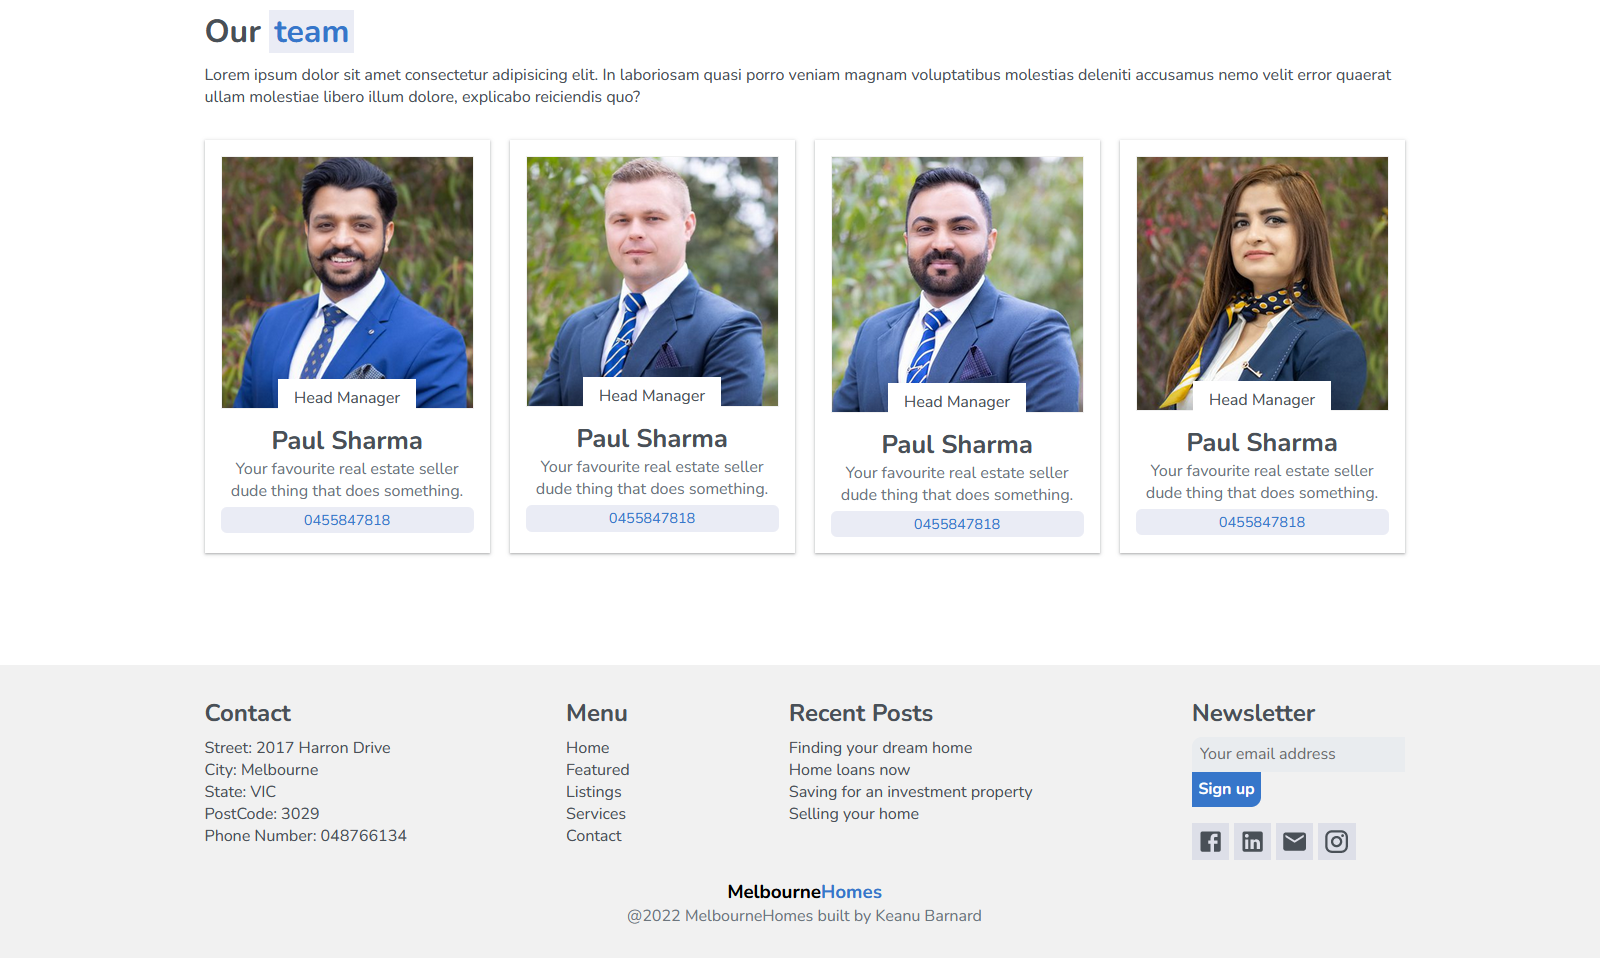 Our team
Lorem ipsum dolor sit amet consectetur adipisicing elit. In laboriosam quasi porro veniam magnam voluptatibus molestias deleniti accusamus nemo velit error quaerat
ullam molestiae libero illum dolore, explicabo reiciendis quo?
Head Manager
Paul Sharma
Your favourite real estate seller
dude thing that does something.
0455847818
Head Manager
Paul Sharma
Your favourite real estate seller
dude thing that does something.
0455847818
Head Manager
Paul Sharma
Your favourite real estate seller
dude thing that does something.
0455847818
Head Manager
Paul Sharma
Your favourite real estate seller
dude thing that does something.
0455847818
Contact
Street: 2017 Harron Drive
City: Melbourne
State: VIC
PostCode: 3029
Phone Number: 048766134
Menu
Home
Featured
Listings
Services
Contact
Recent Posts
Finding your dream home
Home loans now
Saving for an investment property
Selling your home
Newsletter
Your email address
Sign up
MelbourneHomes
@2022 MelbourneHomes built by Keanu Barnard